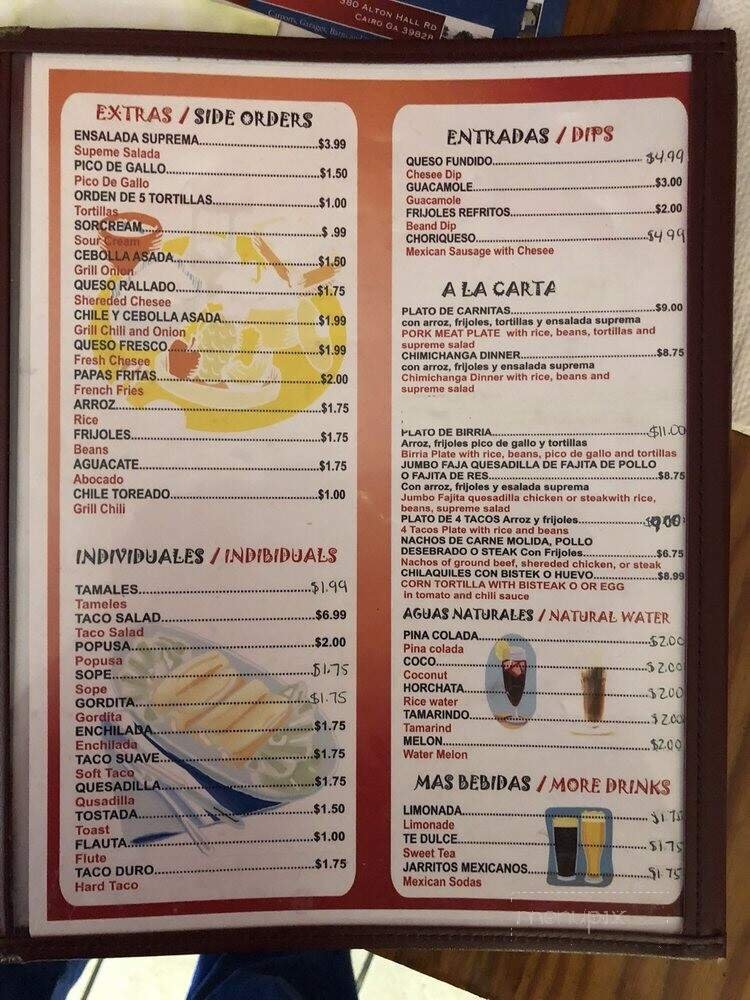 380 ALTON HALL RD
CAIRO GA 39828
EXTRAS / SIDE ORDERS
ENSALADA SUPREMA....$3.99
Supeme Salada
PICO DE GALLO....$1.50
Pico De Gallo
ORDEN DE 5 TORTILLAS....$1.00
Tortillas
SORCREAM....$ .99
Sour Cream
CEBOLLA ASADA....$1.50
Grill Onion
QUESO RALLADO....$1.75
Shereded Chesee
CHILE Y CEBOLLA ASADA....$1.99
Grill Chili and Onion
QUESO FRESCO....$1.99
Fresh Chesee
PAPAS FRITAS....$2.00
French Fries
ARROZ....$1.75
Rice
FRIJOLES....$1.75
Beans
AGUACATE....$1.75
Abocado
CHILE TOREADO....$1.00
Grill Chili
INDIVIDUALES / INDIBIDUALS
TAMALES....$1.99
Tameles
TACO SALAD....$6.99
Taco Salad
POPUSA....$2.00
Popusa
SOPE....$1.75
Sope
GORDITA....$1.75
Gordita
ENCHILADA....$1.75
Enchilada
TACO SUAVE....$1.75
Soft Taco
QUESADILLA....$1.75
Qusadilla
TOSTADA....$1.50
Toast
FLAUTA....$1.00
Flute
TACO DURO....$1.75
Hard Taco
ENTRADAS / DIPS
QUESO FUNDIDO....$4.99
Chesee Dip
GUACAMOLE....$3.00
Guacamole
FRIJOLES REFRITOS....$2.00
Beand Dip
CHORIQUESO....$4.99
Mexican Sausage with Chesee
A LA CARTA
PLATO DE CARNITAS....$9.00
con arroz, frijoles, tortillas y ensalada suprema
PORK MEAT PLATE with rice, beans, tortillas and
supreme salad
CHIMICHANGA DINNER....$8.75
con arroz, frijoles y ensalada suprema
Chimichanga Dinner with rice, beans and
supreme salad
PLATO DE BIRRIA....$11.00
Arroz, frijoles pico de gallo y tortillas
Birria Plate with rice, beans, pico de gallo and tortillas
JUMBO FAJA QUESADILLA DE FAJITA DE POLLO
O FAJITA DE RES....$8.75
Con arroz, frijoles y esalada suprema
Jumbo Fajita quesadilla chicken or steakwith rice,
beans, supreme salad
PLATO DE 4 TACOS Arroz y frijoles....$9.00
4 Tacos Plate with rice and beans
NACHOS DE CARNE MOLIDA, POLLO
DESEBRADO O STEAK Con Frijoles....$6.75
Nachos of ground beef, shereded chicken, or steak
CHILAQUILES CON BISTEK O HUEVO....$8.99
CORN TORTILLA WITH BISTEAK O OR EGG
in tomato and chili sauce
AGUAS NATURALES / NATURAL WATER
PINA COLADA....$2.00
Pina colada
COCO....$2.00
Coconut
HORCHATA....$2.00
Rice water
TAMARINDO....$2.00
Tamarind
MELON....$2.00
Water Melon
MAS BEBIDAS / MORE DRINKS
LIMONADA....$1.75
Limonade
TE DULCE....$1.75
Sweet Tea
JARRITOS MEXICANOS....$1.75
Mexican Sodas
menupix